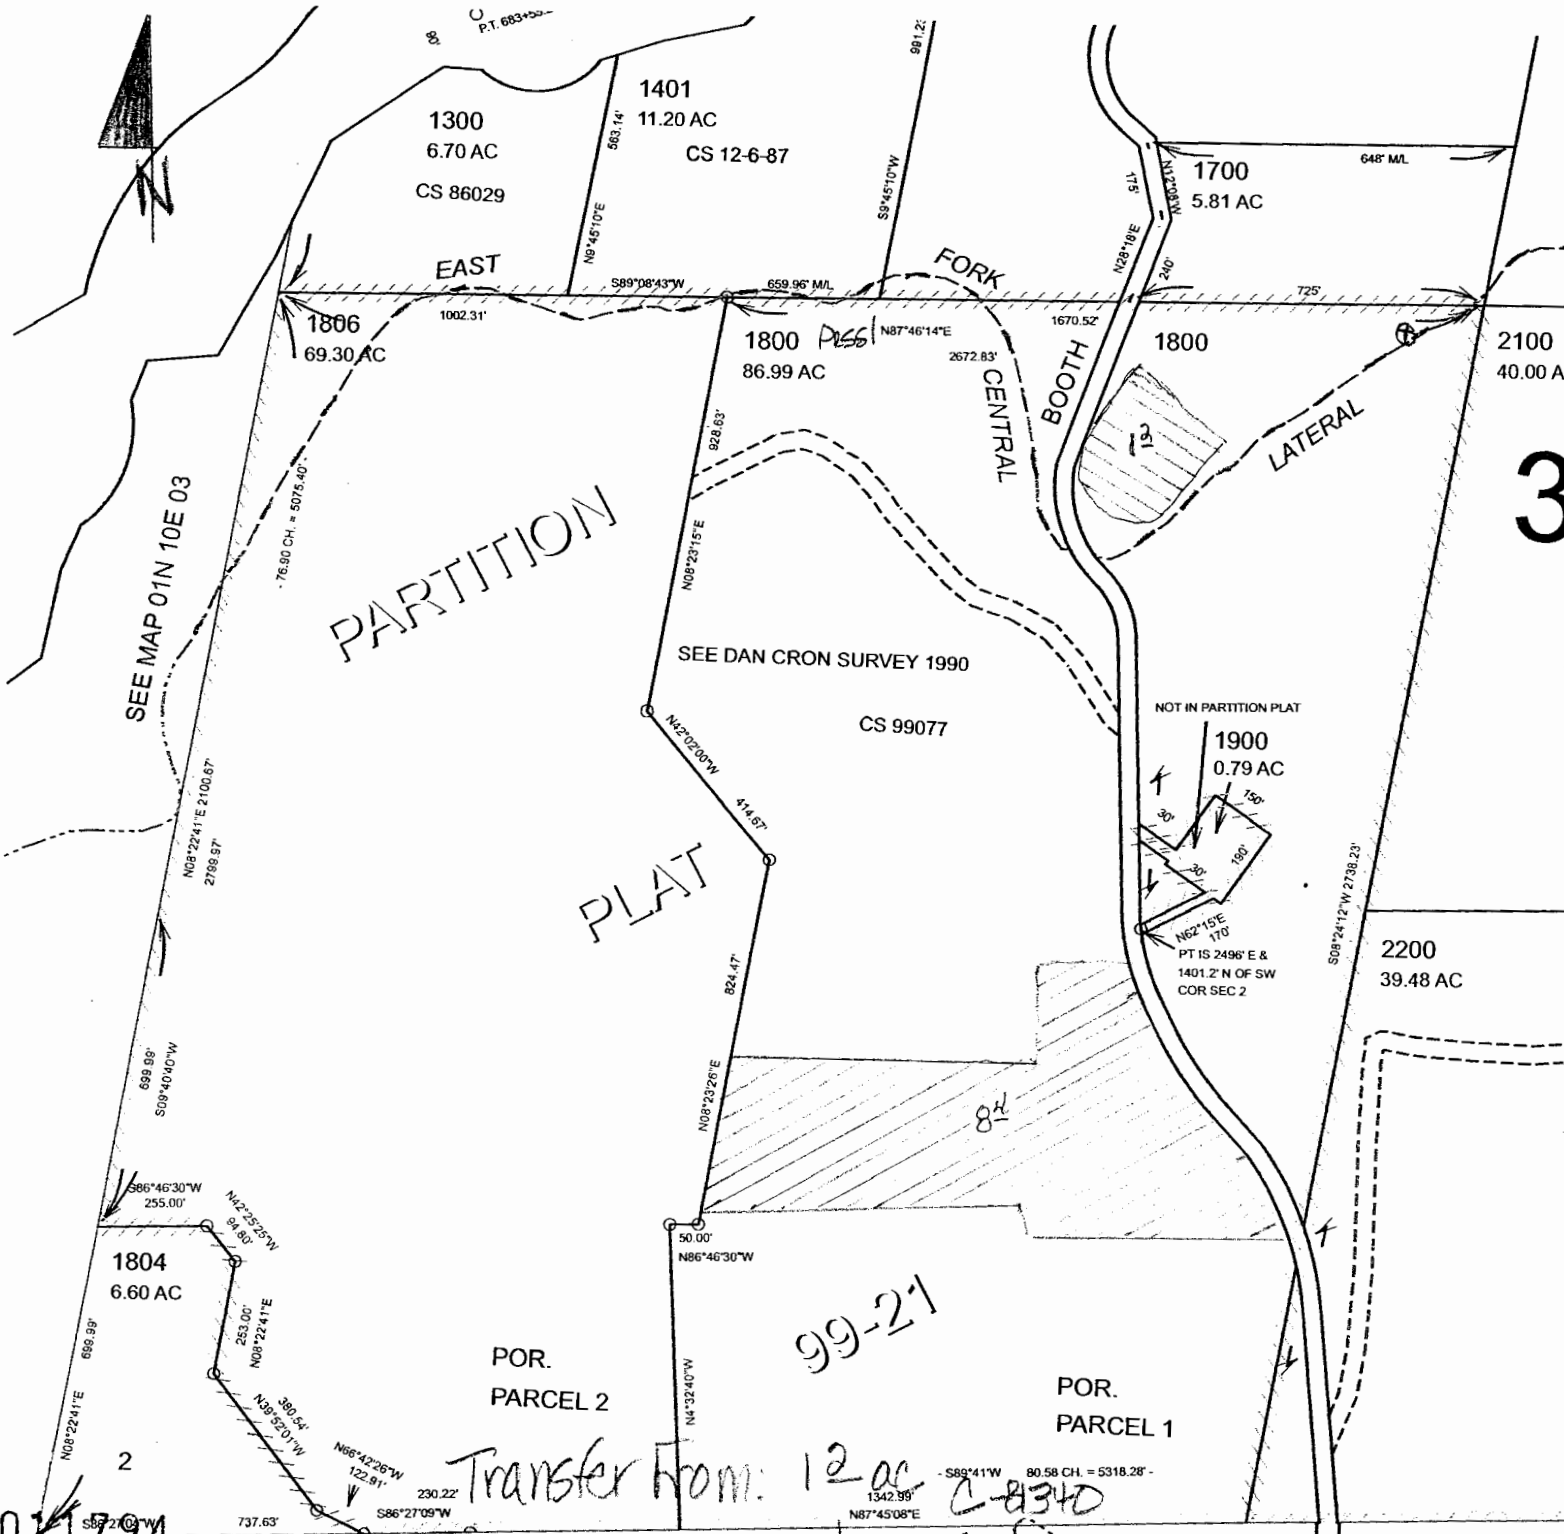 P.T. 683+55.
80'
991.2
1401
11.20 AC
CS 12-6-87
1300
6.70 AC
CS 86029
563.14'
N9°45'10"E
S9°45'10"W
N
648' M/L
1700
5.81 AC
175'
N12°08'W
N28°18'E
240'
EAST
FORK
S89°08'43"W
659.96' M/L
725'
1002.31'
1670.52'
1806
69.30 AC
1800
N87°46'14"E
86.99 AC
2672.83'
1800
2100
40.00 A
CENTRAL
BOOTH
LATERAL
928.63'
3
- 76.90 CH. = 5075.40' -
SEE MAP 01N 10E 03
PARTITION
N08°23'15"E
SEE DAN CRON SURVEY 1990
CS 99077
N42°02'00"W
414.67'
NOT IN PARTITION PLAT
1900
0.79 AC
150'
30'
190'
30'
N08°22'41"E 2100.67'
2799.97'
PLAT
S08°24'12"W 2738.23'
N62°15'E
170'
PT IS 2496' E &
1401.2' N OF SW
COR SEC 2
2200
39.48 AC
824.47'
N08°23'26"E
699.99'
S09°40'40"W
S86°46'30"W
255.00'
N42°25'25"W
94.80'
50.00'
N86°46'30"W
1804
6.60 AC
253.00'
N08°22'41"E
699.99'
N08°22'41"E
99-21
POR.
PARCEL 2
N4°32'40"W
POR.
PARCEL 1
380.54'
N39°52'01"W
2
N66°42'26"W
122.91'
Transfer From:
- S89°41'W 80.58 CH. = 5318.28' -
230.22'
S86°27'09"W
1342.99'
N87°45'08"E
737.63'